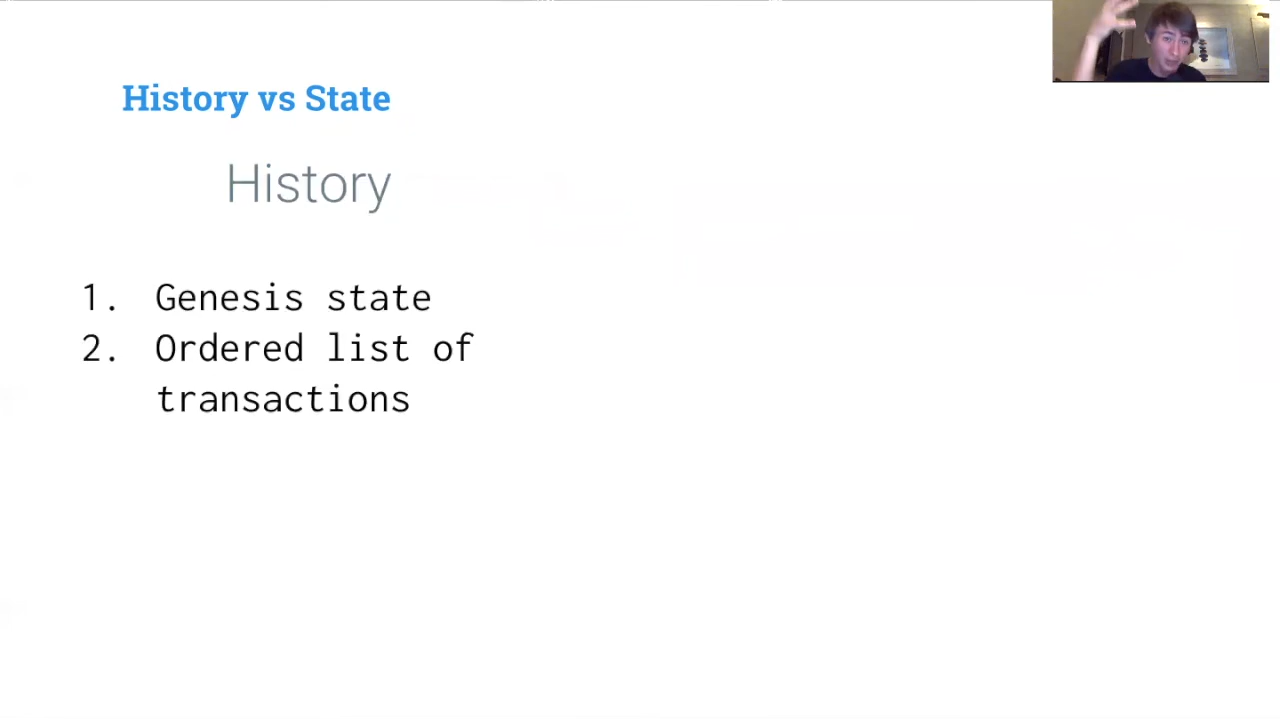 History vs State
History
1. Genesis state
2. Ordered list of
transactions